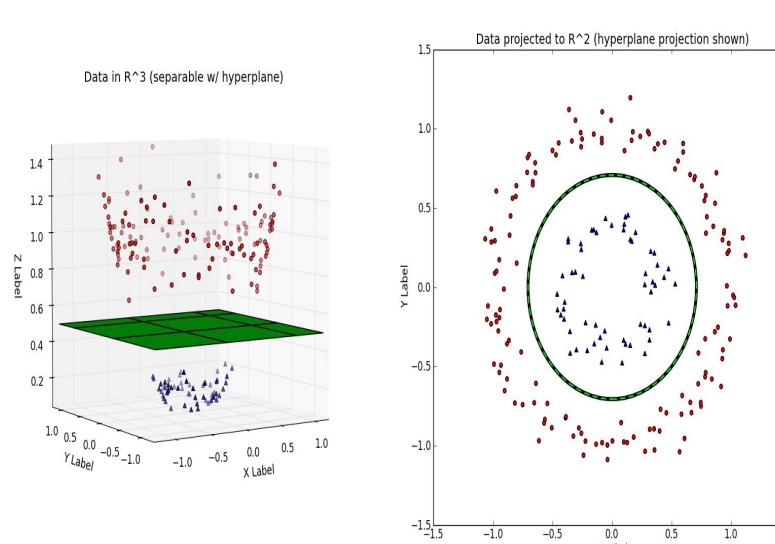 Data in R^3 (separable w/ hyperplane)
1.4
1.2
1.0
0.8
0.6
0.4
0.2
Z Label
1.0 0.5 0.0 −0.5 −1.0
Y Label
−1.0 −0.5 0.0 0.5 1.0
X Label
Data projected to R^2 (hyperplane projection shown)
1.5
1.0
0.5
0.0
−0.5
−1.0
−1.5
Y Label
−1.5 −1.0 −0.5 0.0 0.5 1.0